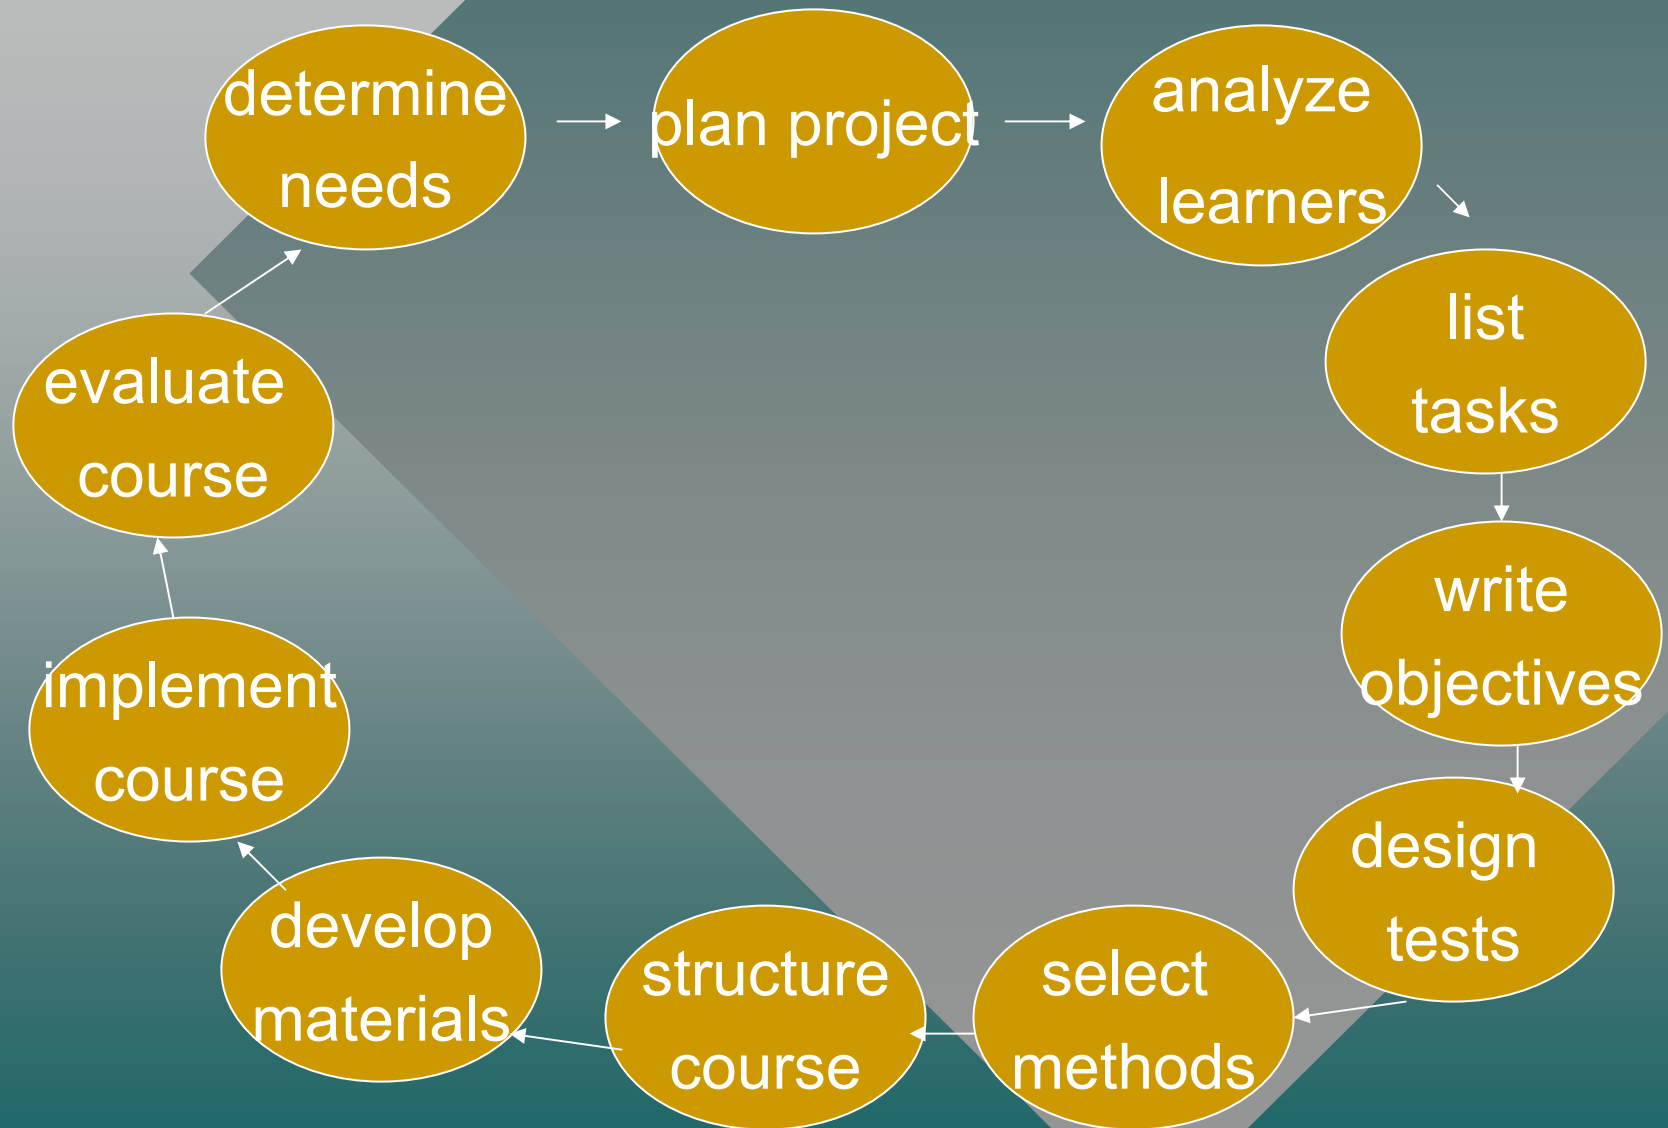 determine
needs
plan project
analyze
learners
list
tasks
write
objectives
design
tests
select
methods
structure
course
develop
materials
implement
course
evaluate
course